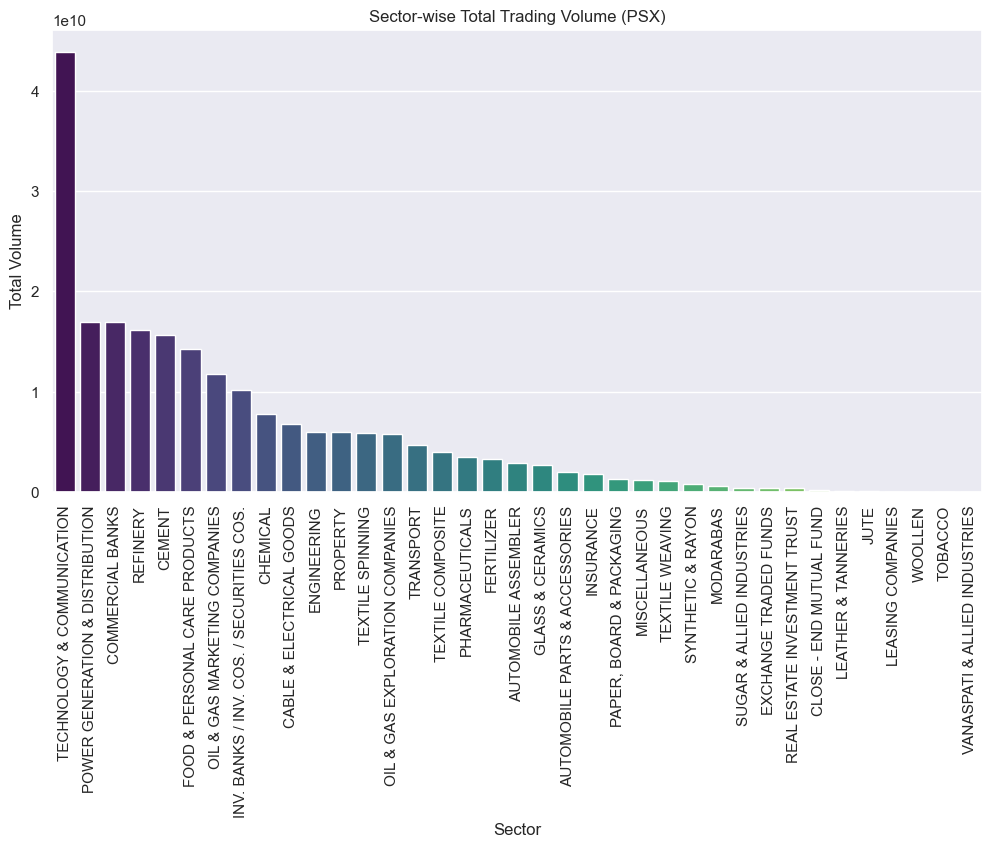 Sector-wise Total Trading Volume (PSX)
1e10
4
3
2
1
0
Total Volume
TECHNOLOGY & COMMUNICATION
POWER GENERATION & DISTRIBUTION
COMMERCIAL BANKS
REFINERY
CEMENT
FOOD & PERSONAL CARE PRODUCTS
OIL & GAS MARKETING COMPANIES
INV. BANKS / INV. COS. / SECURITIES COS.
CHEMICAL
CABLE & ELECTRICAL GOODS
ENGINEERING
PROPERTY
TEXTILE SPINNING
OIL & GAS EXPLORATION COMPANIES
TRANSPORT
TEXTILE COMPOSITE
PHARMACEUTICALS
FERTILIZER
AUTOMOBILE ASSEMBLER
GLASS & CERAMICS
AUTOMOBILE PARTS & ACCESSORIES
INSURANCE
PAPER, BOARD & PACKAGING
MISCELLANEOUS
TEXTILE WEAVING
SYNTHETIC & RAYON
MODARABAS
SUGAR & ALLIED INDUSTRIES
EXCHANGE TRADED FUNDS
REAL ESTATE INVESTMENT TRUST
CLOSE - END MUTUAL FUND
LEATHER & TANNERIES
JUTE
LEASING COMPANIES
WOOLLEN
TOBACCO
VANASPATI & ALLIED INDUSTRIES
Sector